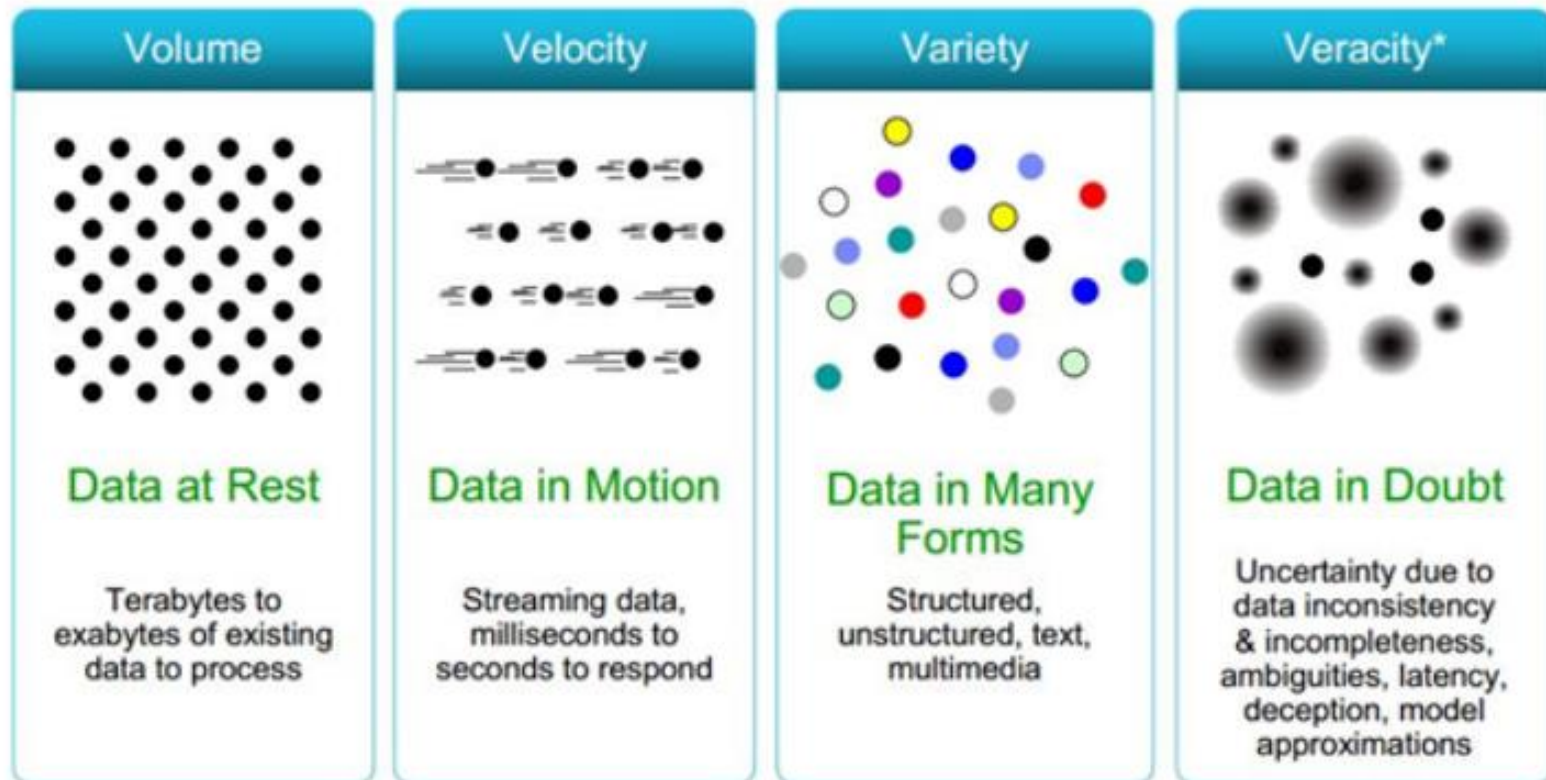 Volume
Data at Rest
Terabytes to
exabytes of existing
data to process
Velocity
Data in Motion
Streaming data,
milliseconds to
seconds to respond
Variety
Data in Many
Forms
Structured,
unstructured, text,
multimedia
Veracity*
Data in Doubt
Uncertainty due to
data inconsistency
& incompleteness,
ambiguities, latency,
deception, model
approximations